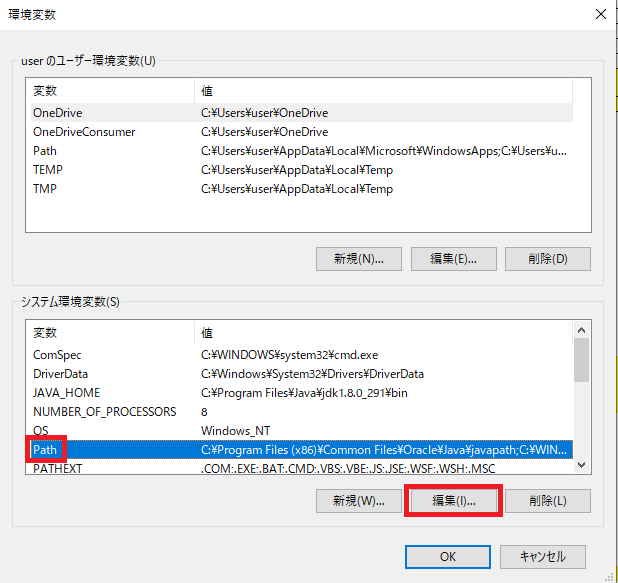 環境変数
user のユーザー環境変数(U)
変数 値
OneDrive C:¥Users¥user¥OneDrive
OneDriveConsumer C:¥Users¥user¥OneDrive
Path C:¥Users¥user¥AppData¥Local¥Microsoft¥WindowsApps;C:¥Users¥u...
TEMP C:¥Users¥user¥AppData¥Local¥Temp
TMP C:¥Users¥user¥AppData¥Local¥Temp
新規(N)... 編集(E)... 削除(D)
システム環境変数(S)
変数 値
ComSpec C:¥WINDOWS¥system32¥cmd.exe
DriverData C:¥Windows¥System32¥Drivers¥DriverData
JAVA_HOME C:¥Program Files¥Java¥jdk1.8.0_291¥bin
NUMBER_OF_PROCESSORS 8
OS Windows_NT
Path C:¥Program Files (x86)¥Common Files¥Oracle¥Java¥javapath;C:¥WIN...
PATHEXT .COM;.EXE;.BAT;.CMD;.VBS;.VBE;.JS;.JSE;.WSF;.WSH;.MSC
新規(W)... 編集(I)... 削除(L)
OK キャンセル